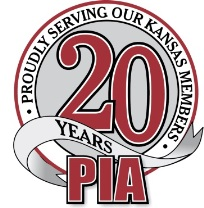 • PROUDLY SERVING OUR KANSAS MEMBERS •
20
YEARS
PIA